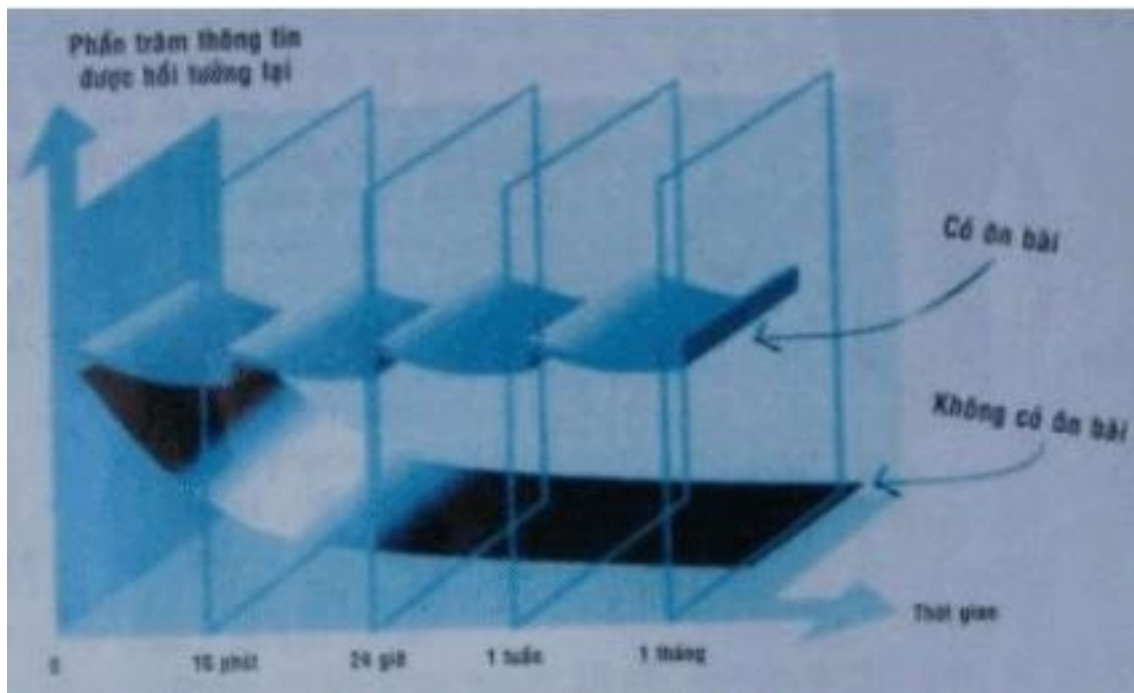 Phần trăm thông tin
được hồi tưởng lại
Có ôn bài
Không có ôn bài
Thời gian
0
10 phút
24 giờ
1 tuần
1 tháng